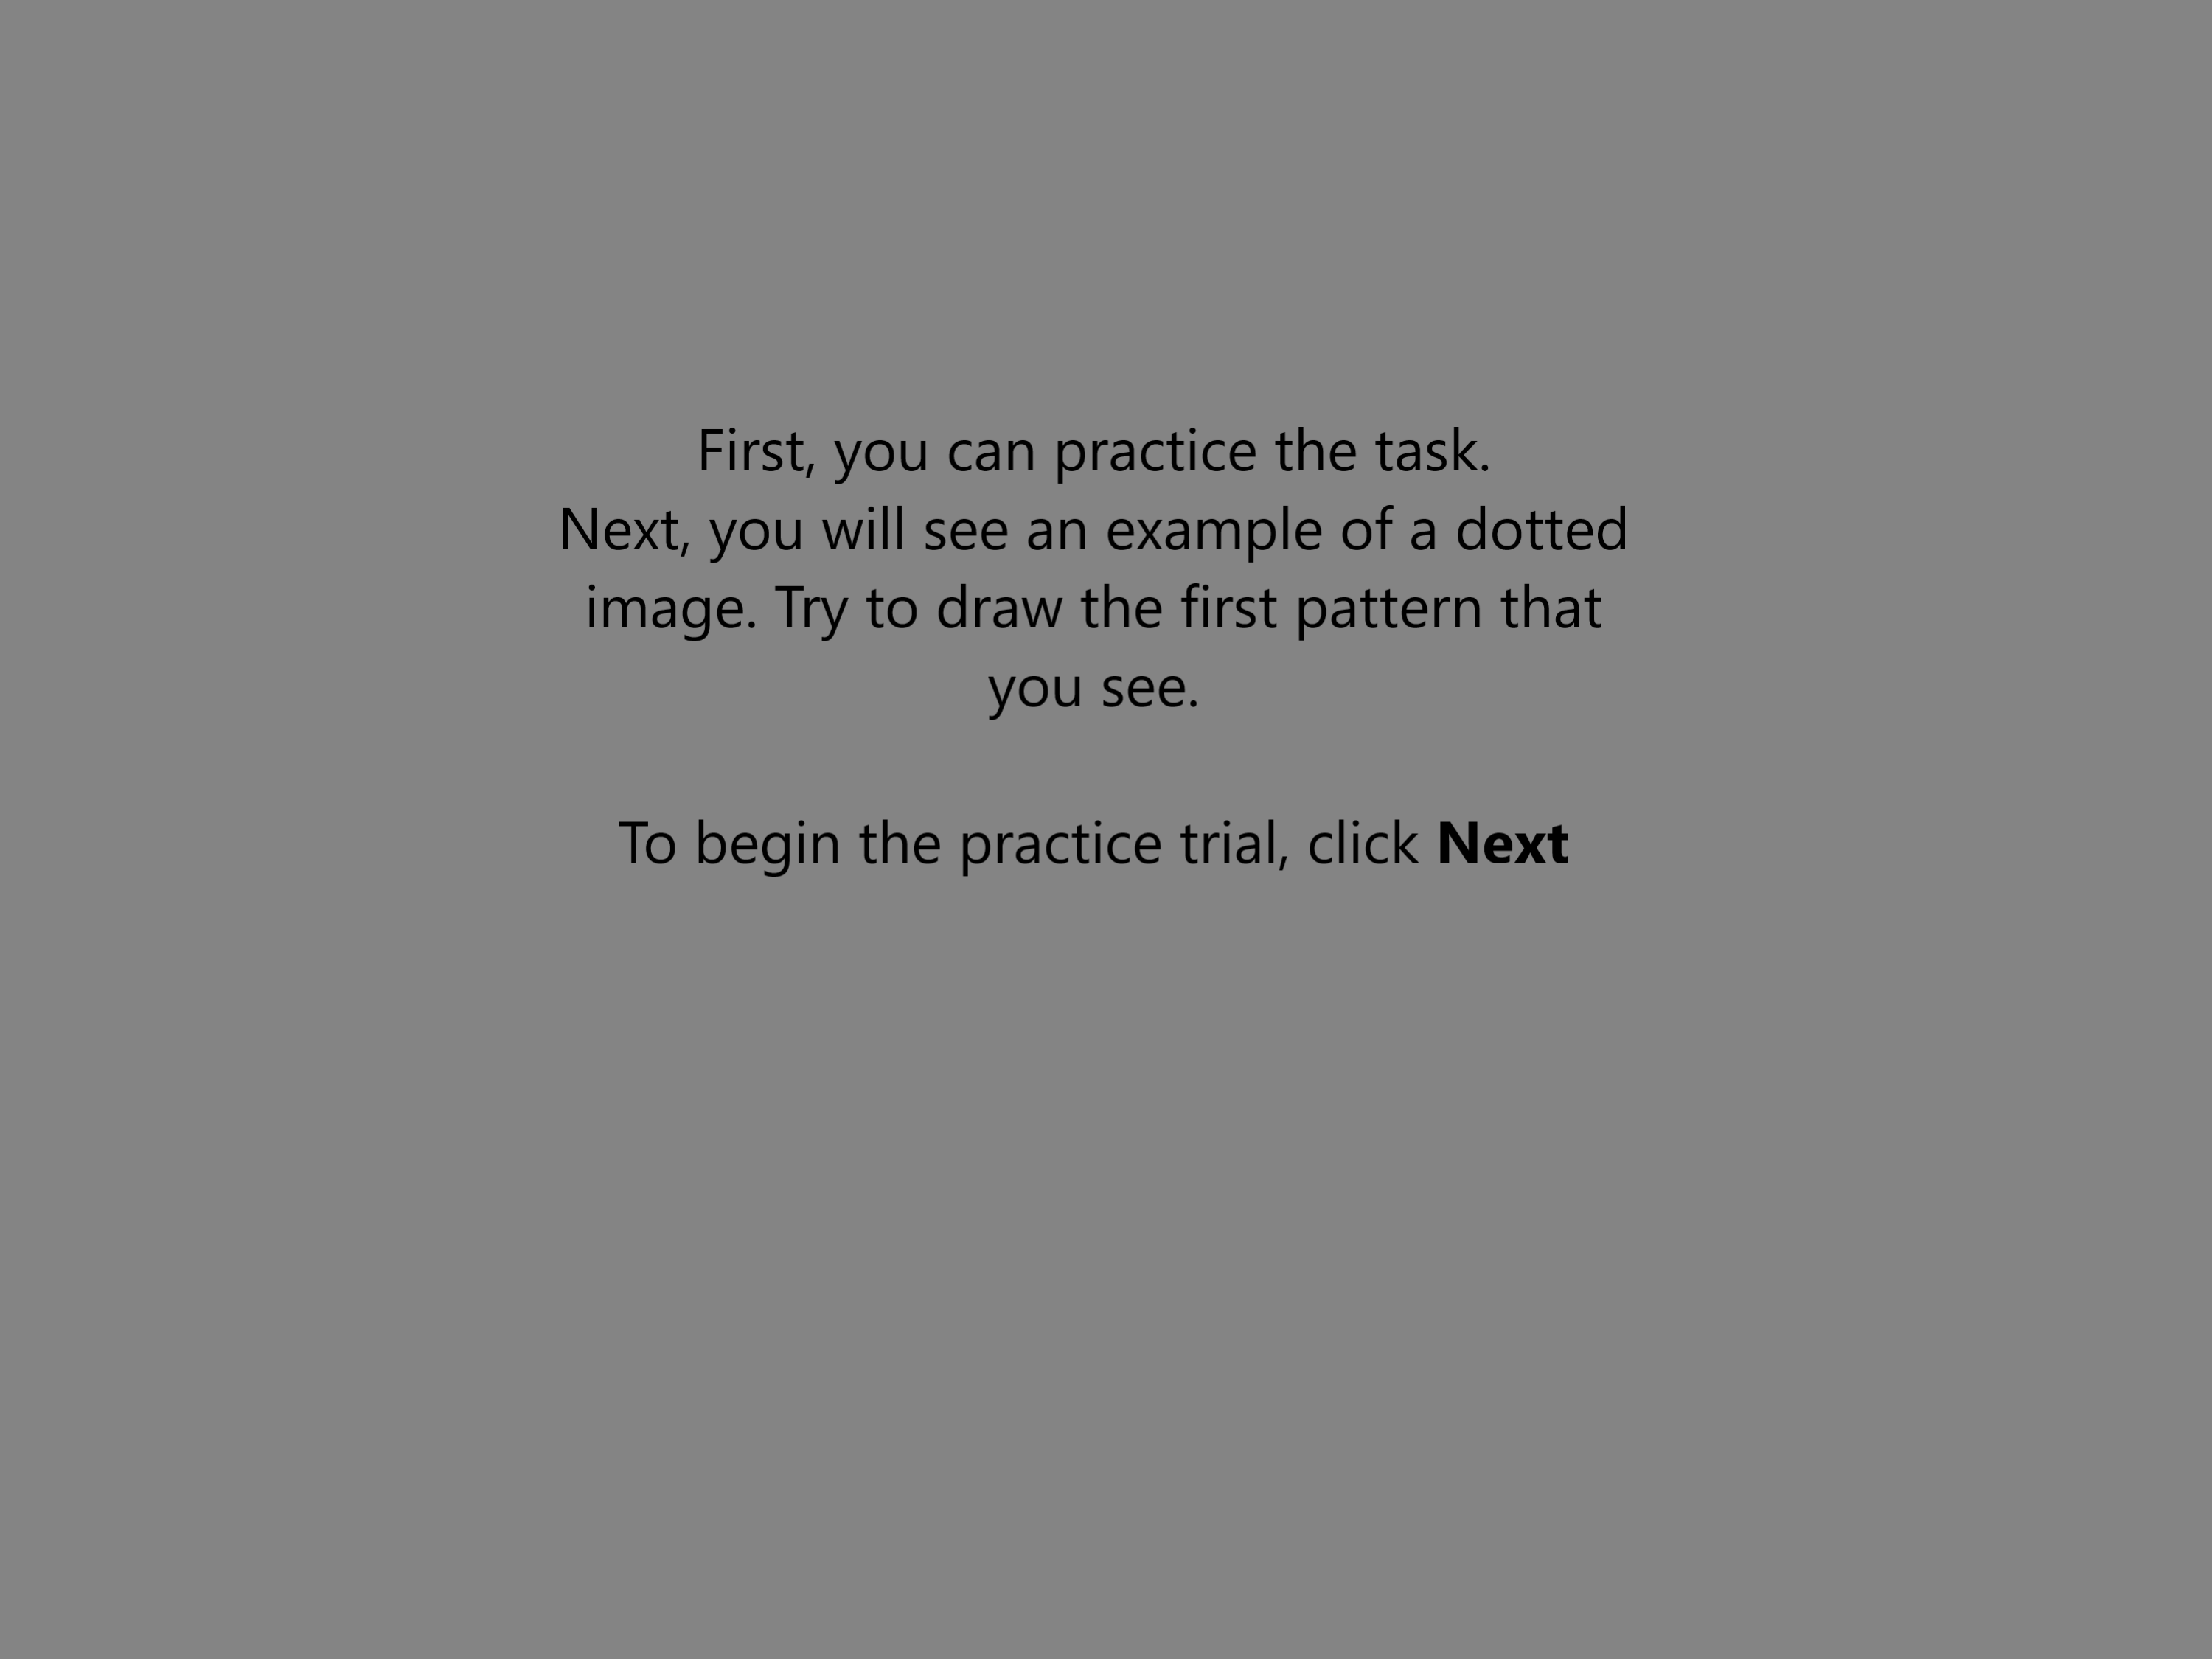 First, you can practice the task.
Next, you will see an example of a dotted
image. Try to draw the first pattern that
you see.
To begin the practice trial, click Next